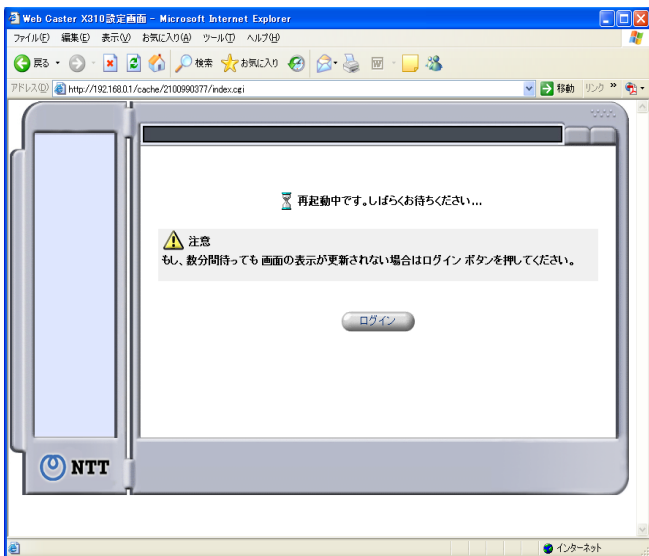 Web Caster X310設定画面 - Microsoft Internet Explorer
ファイル(F) 編集(E) 表示(V) お気に入り(A) ツール(T) ヘルプ(H)
戻る 検索 お気に入り
アドレス(D) http://192.168.0.1/cache/2100990377/index.cgi 移動 リンク »
再起動中です。しばらくお待ちください...
注意
もし、数分間待っても 画面の表示が更新されない場合はログイン ボタンを押してください。
ログイン
NTT
インターネット